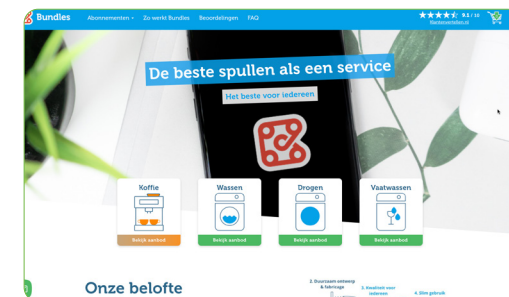 Bundles
Abonnementen Zo werkt Bundles Beoordelingen FAQ
9.1 / 10
Klantenvertellen.nl
De beste spullen als een service
Het beste voor iedereen
Koffie
Bekijk aanbod
Wassen
Bekijk aanbod
Drogen
Bekijk aanbod
Vaatwassen
Bekijk aanbod
Onze belofte
2. Duurzaam ontwerp
& fabricage
3. Kwaliteit voor
iedereen
4. Slim gebruik